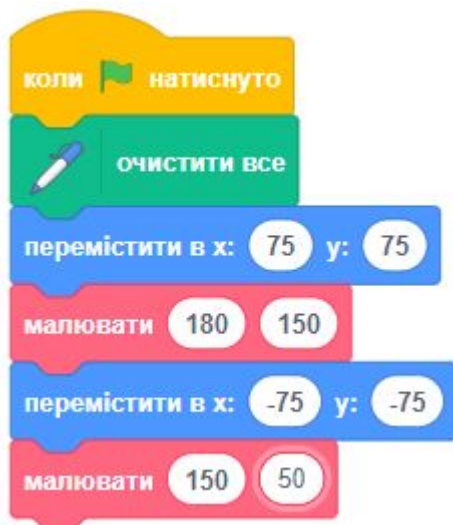 коли натиснуто
очистити все
перемістити в x: 75 y: 75
малювати 180 150
перемістити в x: -75 y: -75
малювати 150 50